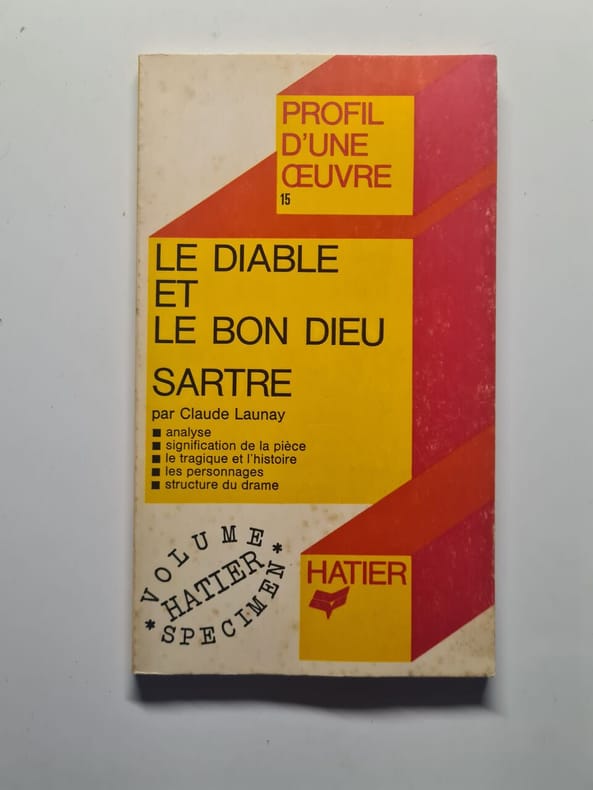 PROFIL
D'UNE
ŒUVRE
15
LE DIABLE
ET
LE BON DIEU
SARTRE
par Claude Launay
■ analyse
■ signification de la pièce
■ le tragique et l'histoire
■ les personnages
■ structure du drame
VOLUME
HATIER
* SPECIMEN *
HATIER